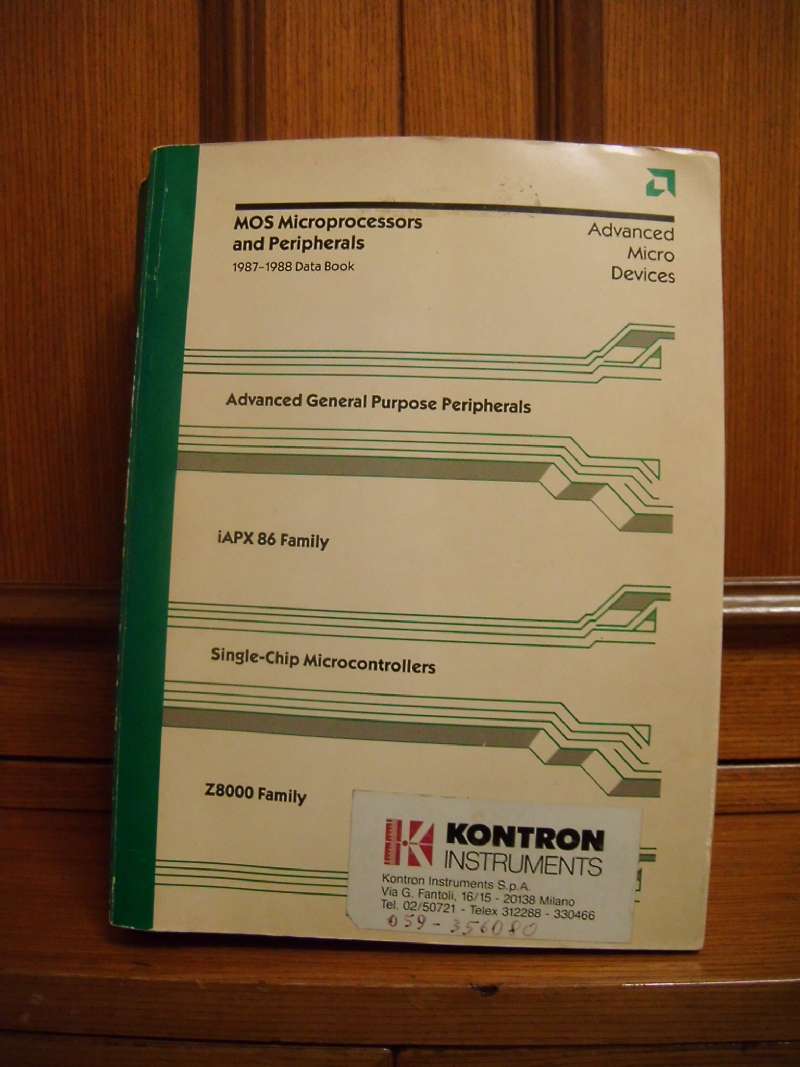 MOS Microprocessors
and Peripherals
1987-1988 Data Book
Advanced
Micro
Devices
Advanced General Purpose Peripherals
iAPX 86 Family
Single-Chip Microcontrollers
Z8000 Family
KONTRON
INSTRUMENTS
Kontron Instruments S.p.A.
Via G. Fantoli, 16/15 - 20138 Milano
Tel. 02/50721 - Telex 312288 - 330466
059-356080